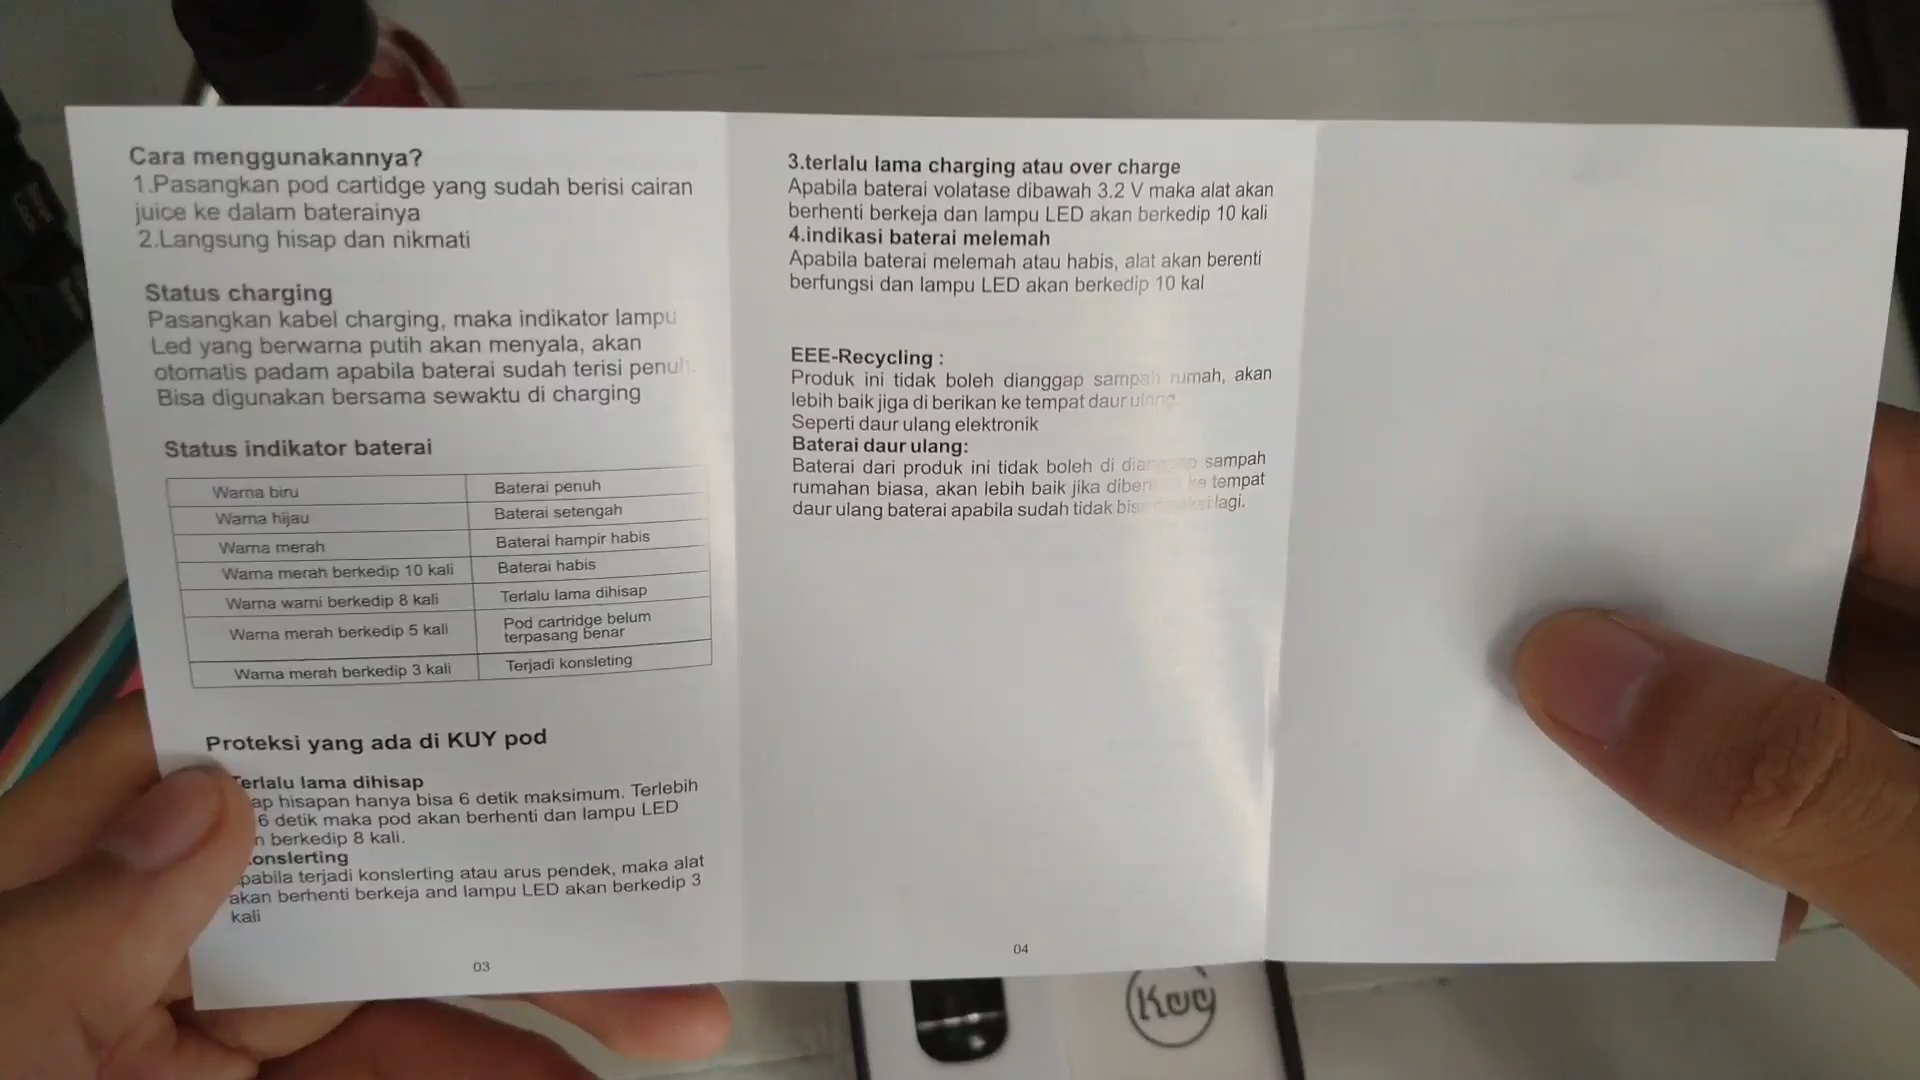 Cara menggunakannya?
1.Pasangkan pod cartidge yang sudah berisi cairan
juice ke dalam baterainya
2.Langsung hisap dan nikmati
Status charging
Pasangkan kabel charging, maka indikator lampu
Led yang berwarna putih akan menyala, akan
otomatis padam apabila baterai sudah terisi penuh.
Bisa digunakan bersama sewaktu di charging
Status indikator baterai
Warna biru Baterai penuh
Warna hijau Baterai setengah
Warna merah Baterai hampir habis
Warna merah berkedip 10 kali Baterai habis
Warna warni berkedip 8 kali Terlalu lama dihisap
Warna merah berkedip 5 kali Pod cartridge belum
terpasang benar
Warna merah berkedip 3 kali Terjadi konsleting
Proteksi yang ada di KUY pod
Terlalu lama dihisap
ap hisapan hanya bisa 6 detik maksimum. Terlebih
6 detik maka pod akan berhenti dan lampu LED
n berkedip 8 kali.
onslerting
pabila terjadi konslerting atau arus pendek, maka alat
akan berhenti berkeja and lampu LED akan berkedip 3
kali
03
3.terlalu lama charging atau over charge
Apabila baterai volatase dibawah 3.2 V maka alat akan
berhenti berkeja dan lampu LED akan berkedip 10 kali
4.indikasi baterai melemah
Apabila baterai melemah atau habis, alat akan berenti
berfungsi dan lampu LED akan berkedip 10 kal
EEE-Recycling :
Produk ini tidak boleh dianggap sampah rumah, akan
lebih baik jiga di berikan ke tempat daur ulang
Seperti daur ulang elektronik
Baterai daur ulang:
Baterai dari produk ini tidak boleh di sampah
rumahan biasa, akan lebih baik jika ke tempat
daur ulang baterai apabila sudah tidak lagi.
04
Kuy